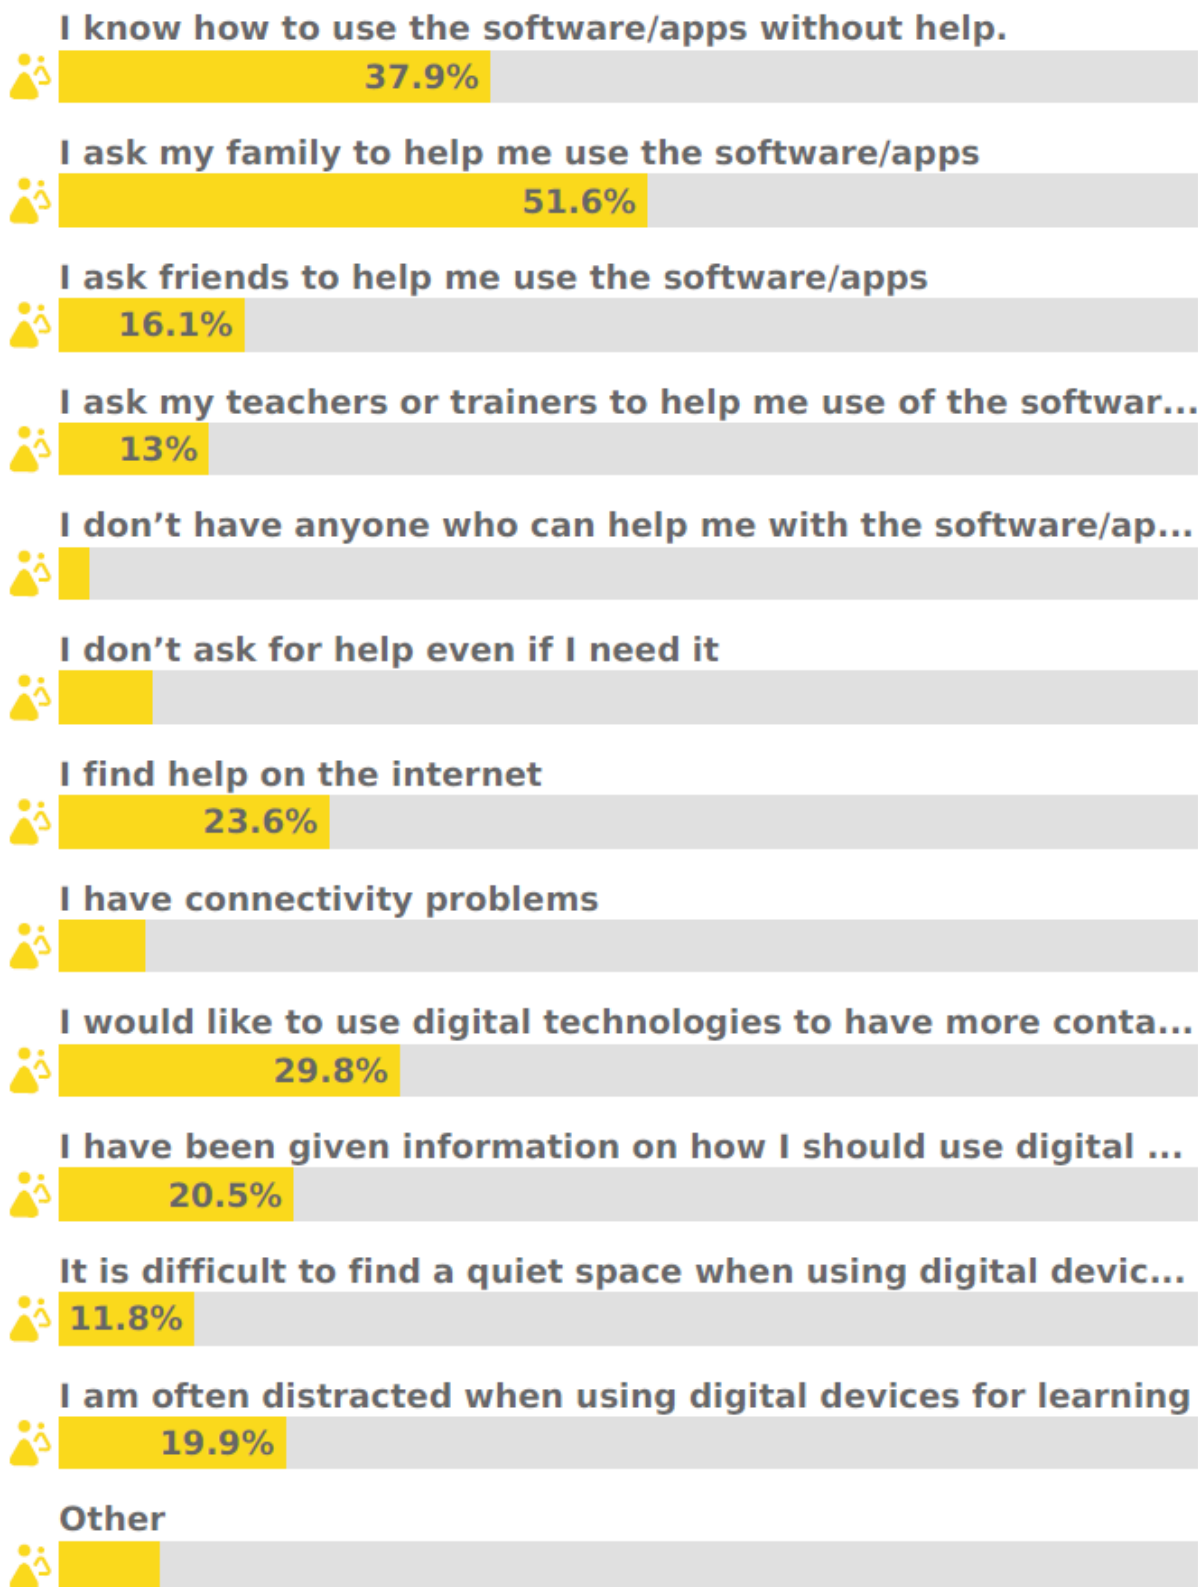 I know how to use the software/apps without help.
37.9%
I ask my family to help me use the software/apps
51.6%
I ask friends to help me use the software/apps
16.1%
I ask my teachers or trainers to help me use of the softwar...
13%
I don’t have anyone who can help me with the software/ap...
I don’t ask for help even if I need it
I find help on the internet
23.6%
I have connectivity problems
I would like to use digital technologies to have more conta...
29.8%
I have been given information on how I should use digital ...
20.5%
It is difficult to find a quiet space when using digital devic...
11.8%
I am often distracted when using digital devices for learning
19.9%
Other